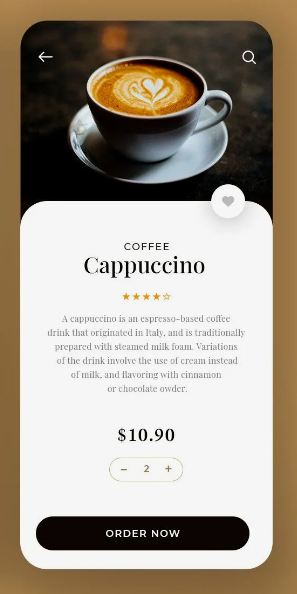 COFFEE
Cappuccino
A cappuccino is an espresso-based coffee
drink that originated in Italy, and is traditionally
prepared with steamed milk foam. Variations
of the drink involve the use of cream instead
of milk, and flavoring with cinnamon
or chocolate owder.
$10.90
− 2 +
ORDER NOW